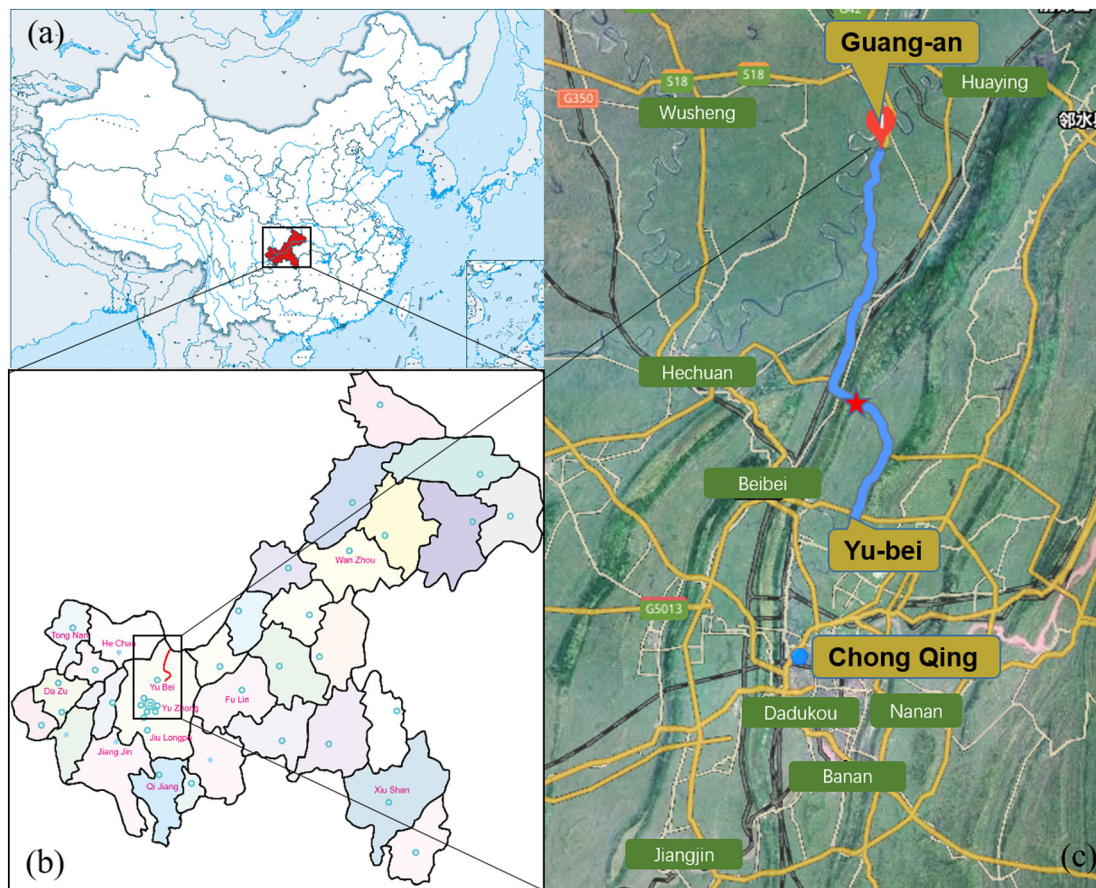 (a)
(b)
Wan Zhou
Tong Nan
He Chan
Da Zu
Yu Bei
Yu Zhong
Fu Lin
Jiang Jin
Jiu Longpo
Qi Jiang
Xiu Shan
Guang-an
S18
S18
G350
Wusheng
Huaying
邻水县
Hechuan
Beibei
Yu-bei
G5013
Chong Qing
Dadukou
Nanan
Banan
Jiangjin
(c)